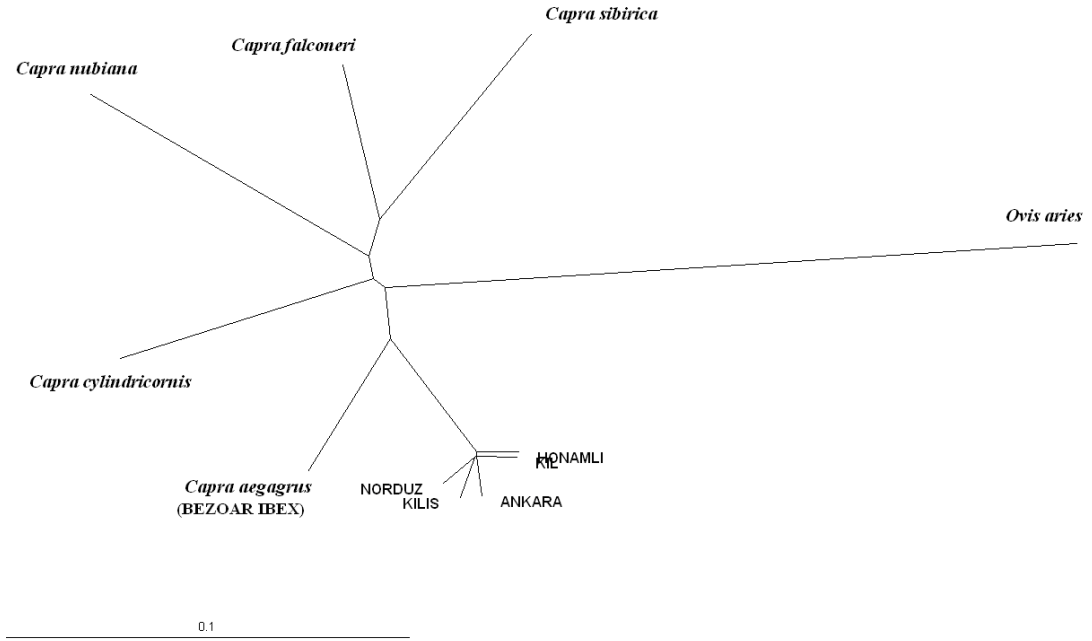 Capra sibirica
Capra falconeri
Capra nubiana
Ovis aries
Capra cylindricornis
HONAMLI
KIL
Capra aegagrus
(BEZOAR IBEX)
NORDUZ
KILIS
ANKARA
0.1